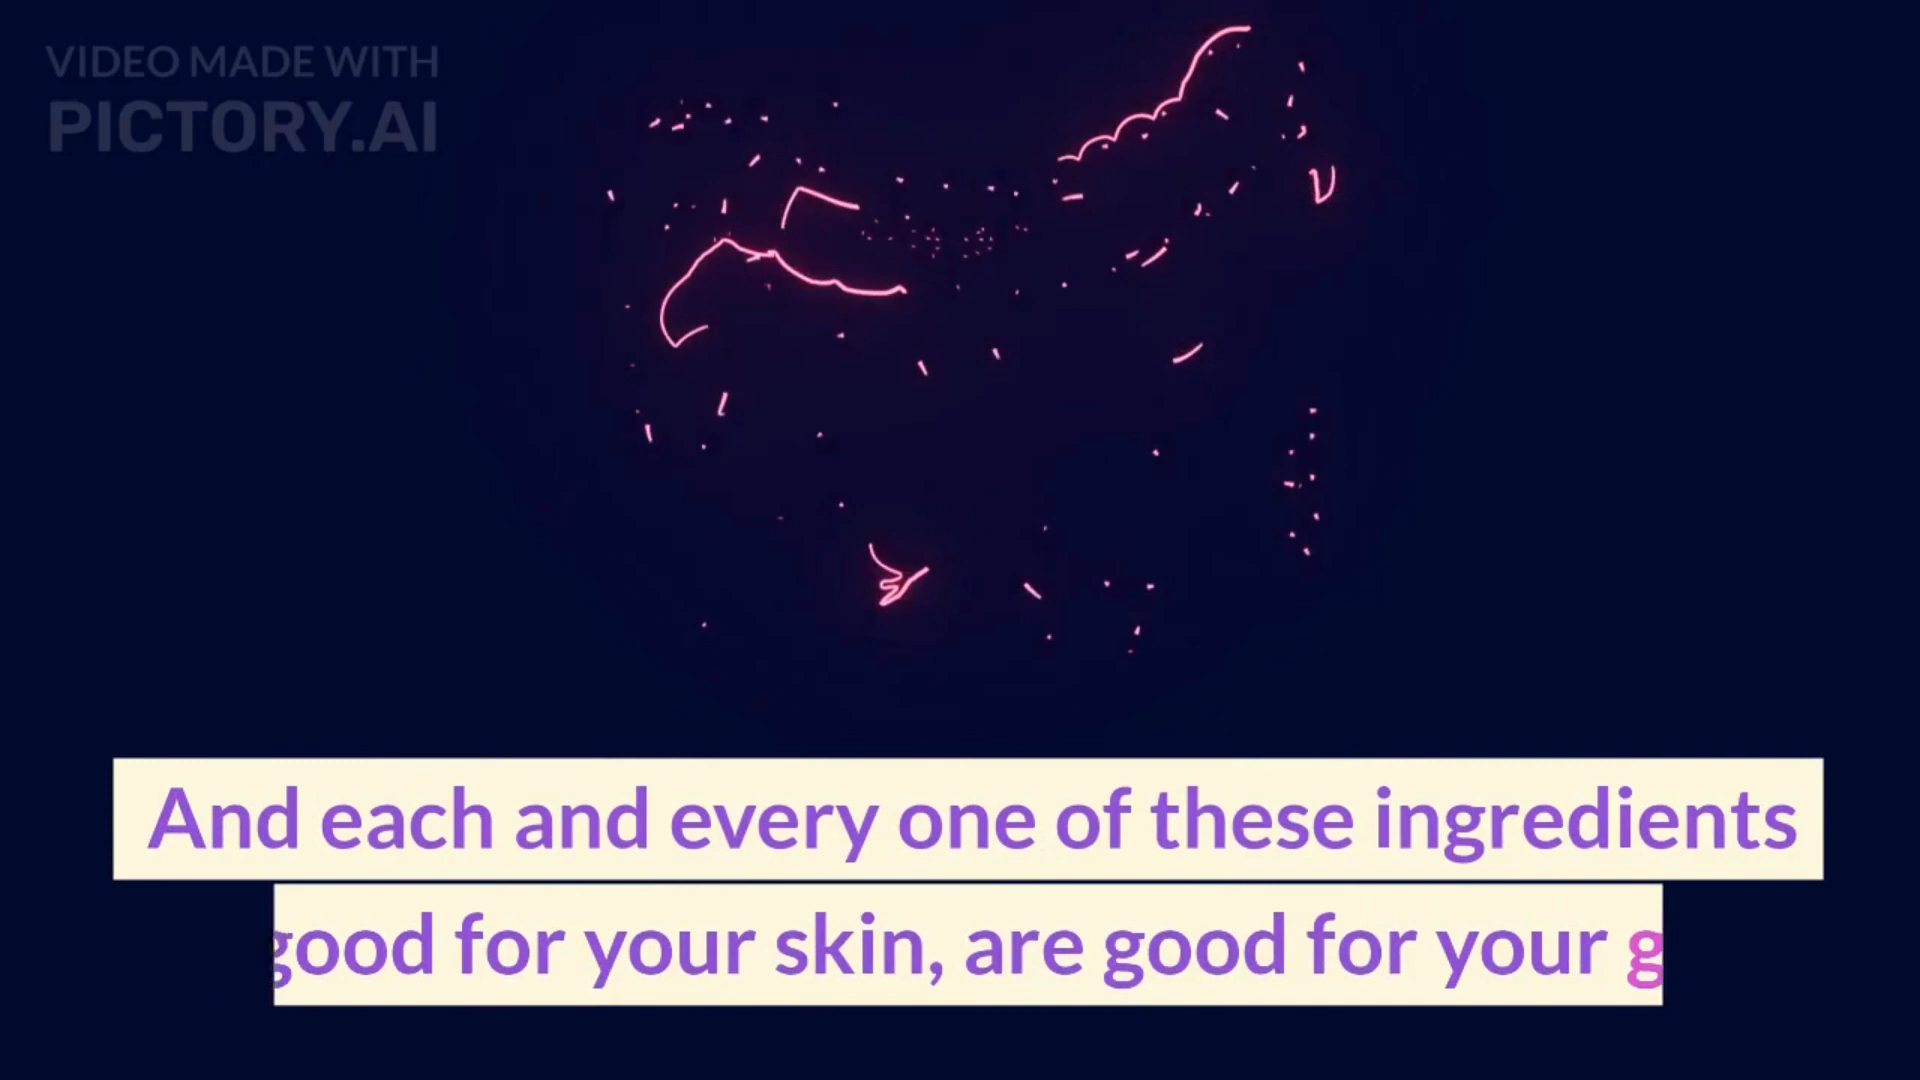 VIDEO MADE WITH
PICTORY.AI
And each and every one of these ingredients
good for your skin, are good for your g